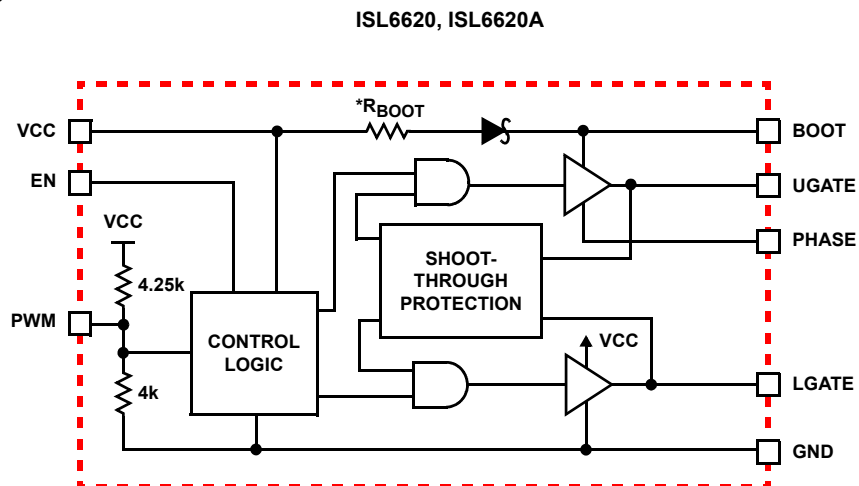 ISL6620, ISL6620A
*RBOOT
VCC
BOOT
EN
UGATE
VCC
PHASE
4.25k
SHOOT-
THROUGH
PROTECTION
PWM
CONTROL
LOGIC
VCC
4k
LGATE
GND